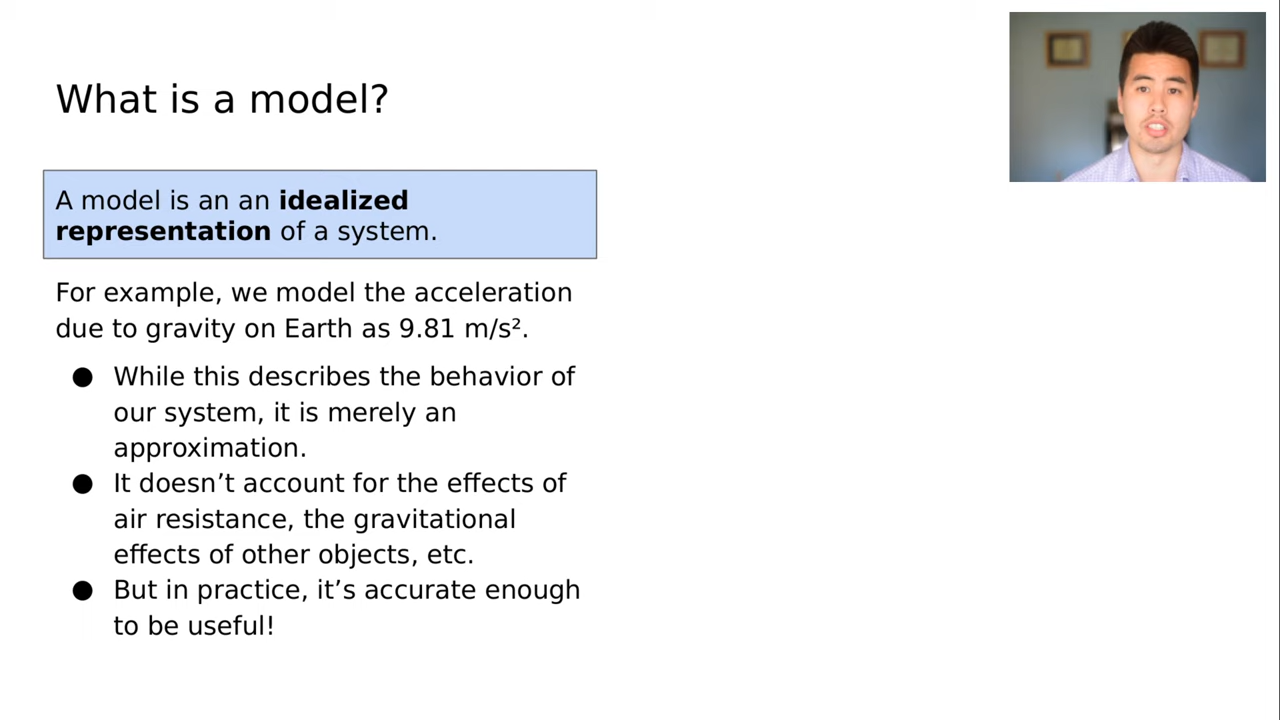 What is a model?
A model is an an idealized
representation of a system.
For example, we model the acceleration
due to gravity on Earth as 9.81 m/s².
● While this describes the behavior of
our system, it is merely an
approximation.
● It doesn’t account for the effects of
air resistance, the gravitational
effects of other objects, etc.
● But in practice, it’s accurate enough
to be useful!